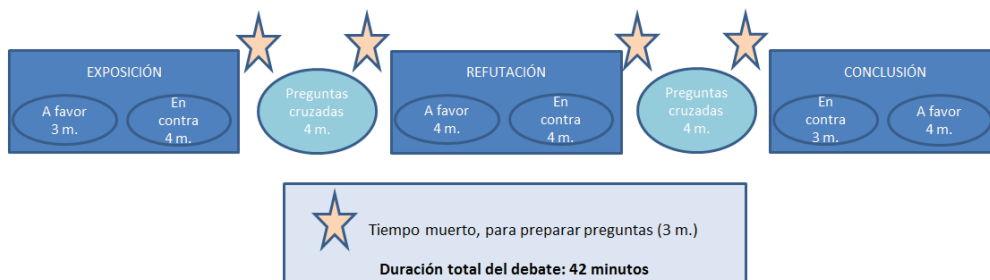 EXPOSICIÓN
A favor
3 m.
En
contra
4 m.
Preguntas
cruzadas
4 m.
REFUTACIÓN
A favor
4 m.
En
contra
4 m.
Preguntas
cruzadas
4 m.
CONCLUSIÓN
En
contra
3 m.
A favor
4 m.
Tiempo muerto, para preparar preguntas (3 m.)
Duración total del debate: 42 minutos